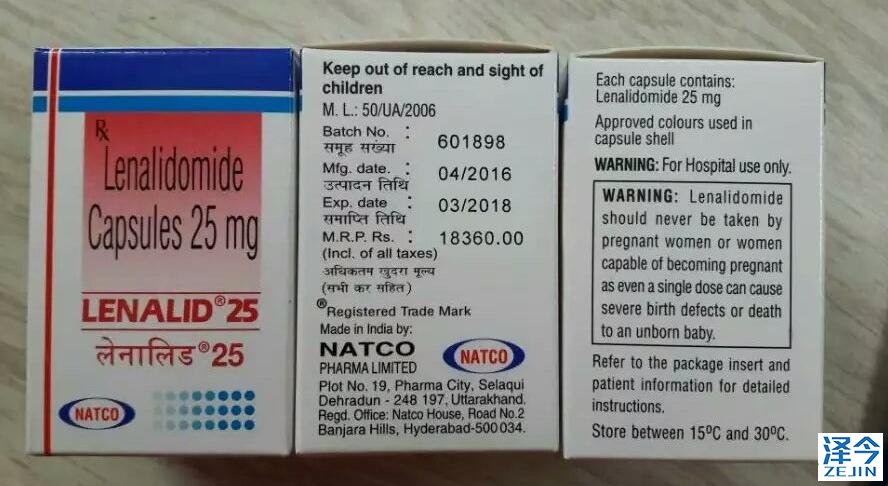 Rx
Lenalidomide
Capsules 25 mg
LENALID® 25
लेनालिड® 25
NATCO
Keep out of reach and sight of
children
M. L.: 50/UA/2006
Batch No. :
समूह संख्या
601898
Mfg. date. :
उत्पादन तिथि
04/2016
Exp. date :
समाप्ति तिथि
03/2018
M.R.P. Rs. : 18360.00
(Incl. of all taxes)
अधिकतम खुदरा मूल्य
(सभी कर सहित)
®Registered Trade Mark
Made in India by:
NATCO
PHARMA LIMITED
NATCO
Plot No. 19, Pharma City, Selaqui
Dehradun - 248 197, Uttarakhand.
Regd. Office: Natco House, Road No.2
Banjara Hills, Hyderabad-500 034.
Each capsule contains:
Lenalidomide 25 mg
Approved colours used in
capsule shell
WARNING: For Hospital use only.
WARNING: Lenalidomide
should never be taken by
pregnant women or women
capable of becoming pregnant
as even a single dose can cause
severe birth defects or death
to an unborn baby.
Refer to the package insert and
patient information for detailed
instructions.
Store between 15ºC and 30ºC.
泽今
ZEJIN